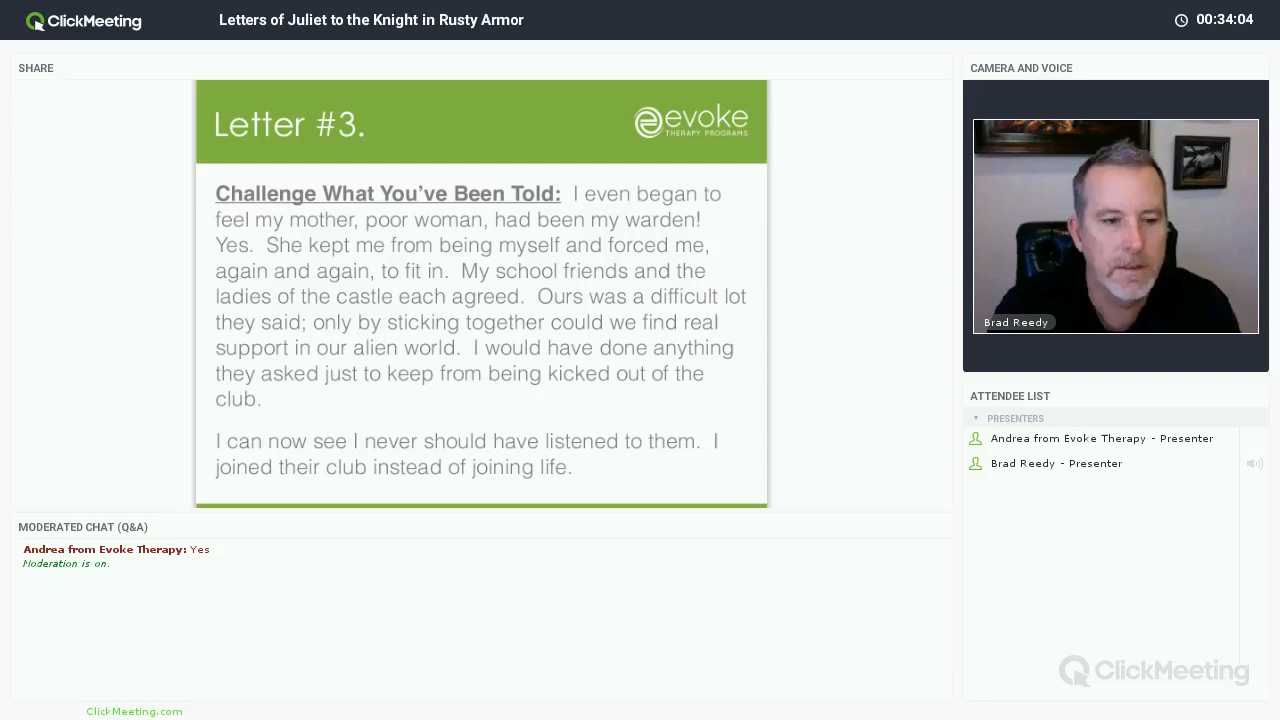 ClickMeeting
Letters of Juliet to the Knight in Rusty Armor
00:34:04
SHARE
Letter #3.
evoke
THERAPY PROGRAMS
Challenge What You've Been Told: I even began to
feel my mother, poor woman, had been my warden!
Yes. She kept me from being myself and forced me,
again and again, to fit in. My school friends and the
ladies of the castle each agreed. Ours was a difficult lot
they said; only by sticking together could we find real
support in our alien world. I would have done anything
they asked just to keep from being kicked out of the
club.
I can now see I never should have listened to them. I
joined their club instead of joining life.
CAMERA AND VOICE
Brad Reedy
ATTENDEE LIST
PRESENTERS
Andrea from Evoke Therapy - Presenter
Brad Reedy - Presenter
MODERATED CHAT (Q&A)
Andrea from Evoke Therapy: Yes
Moderation is on.
ClickMeeting
ClickMeeting.com